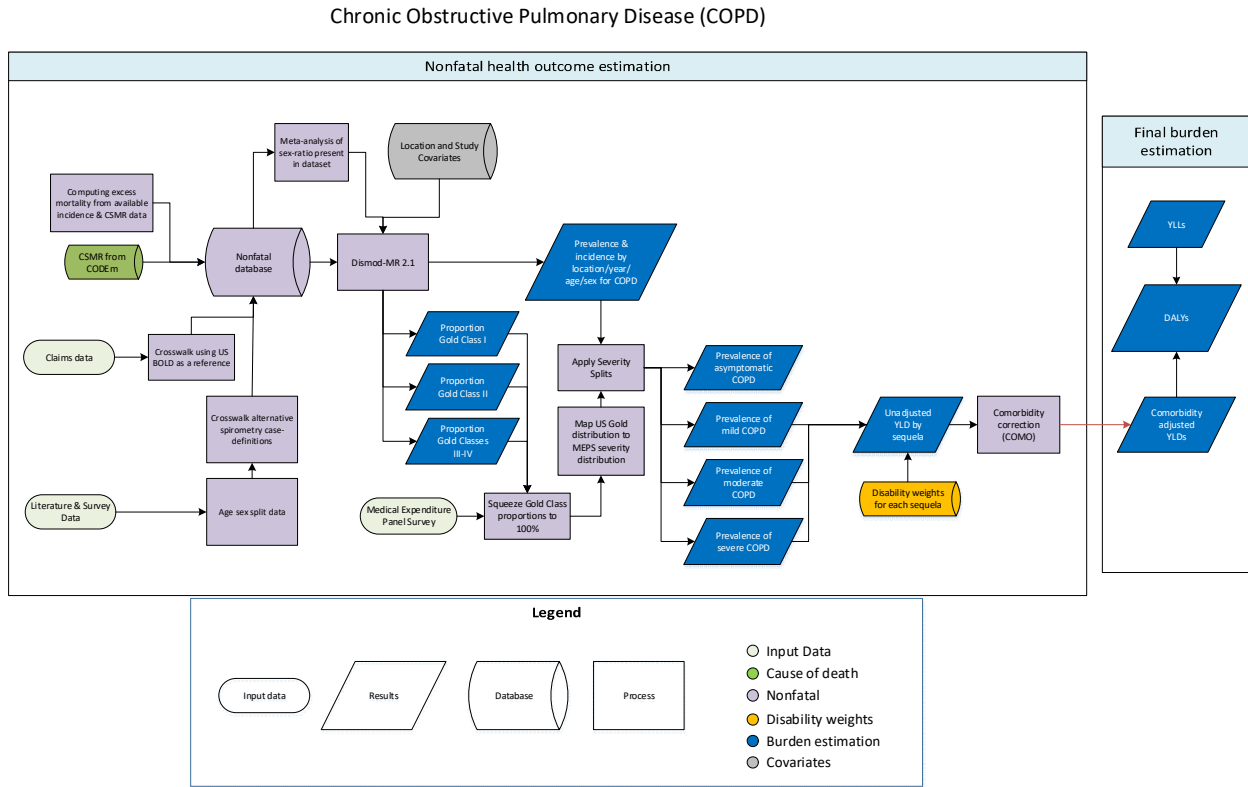 Chronic Obstructive Pulmonary Disease (COPD)
Nonfatal health outcome estimation
Final burden
estimation
Meta-analysis of
sex-ratio present
in dataset
Location and Study
Covariates
Computing excess
mortality from available
incidence & CSMR data
CSMR from
CODEm
Nonfatal
database
Dismod-MR 2.1
Prevalence &
incidence by
location/year/
age/sex for COPD
YLLs
DALYs
Claims data
Crosswalk using US
BOLD as a reference
Proportion
Gold Class I
Proportion
Gold Class II
Proportion
Gold Classes
III-IV
Apply Severity
Splits
Prevalence of
asymptomatic
COPD
Crosswalk alternative
spirometry case-
definitions
Map US Gold
distribution to
MEPS severity
distribution
Prevalence of
mild COPD
Unadjusted
YLD by
sequela
Comorbidity
correction
(COMO)
Comorbidity
adjusted
YLDs
Prevalence of
moderate
COPD
Disability weights
for each sequela
Literature & Survey
Data
Age sex split data
Medical Expenditure
Panel Survey
Squeeze Gold Class
proportions to
100%
Prevalence of
severe COPD
Legend
Input data
Results
Database
Process
Input Data
Cause of death
Nonfatal
Disability weights
Burden estimation
Covariates